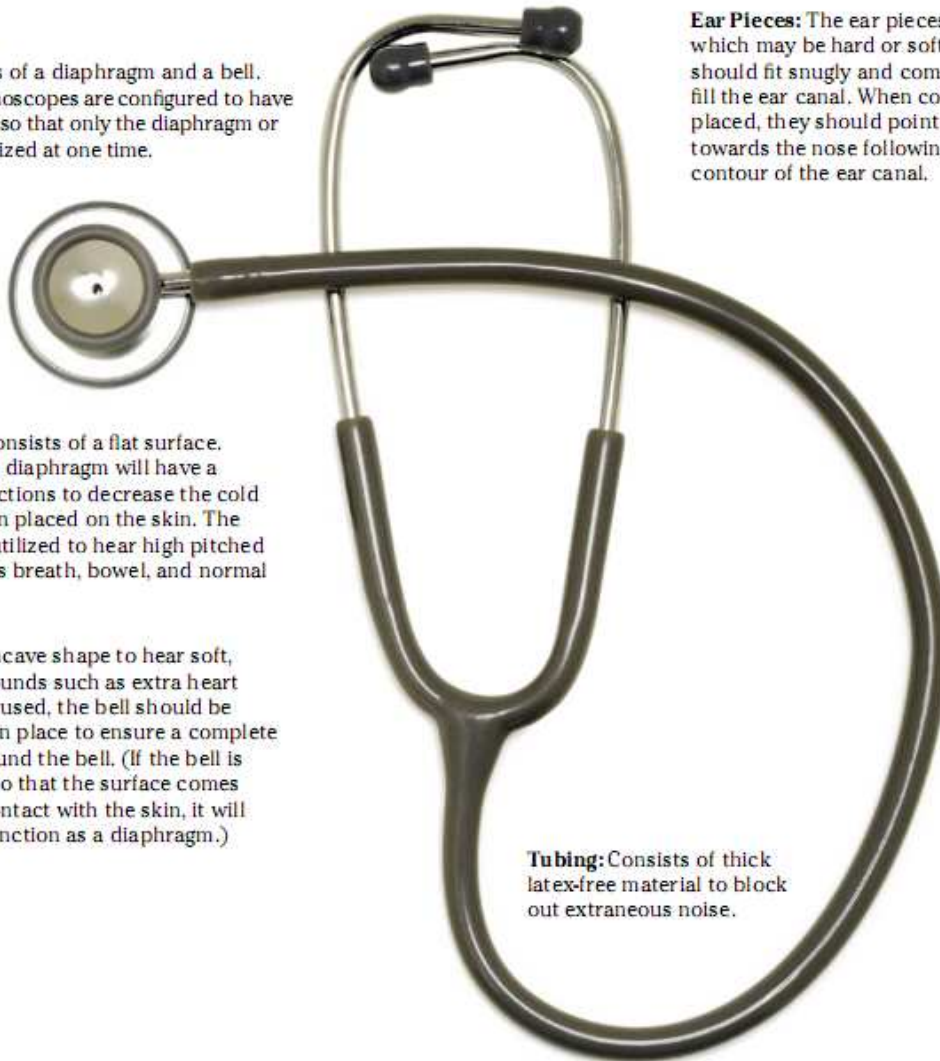 s of a diaphragm and a bell.
noscopes are configured to have
so that only the diaphragm or
ized at one time.
Ear Pieces: The ear pieces
which may be hard or soft
should fit snugly and com
fill the ear canal. When co
placed, they should point
towards the nose followin
contour of the ear canal.
onsists of a flat surface.
diaphragm will have a
ctions to decrease the cold
n placed on the skin. The
utilized to hear high pitched
s breath, bowel, and normal
ncave shape to hear soft,
unds such as extra heart
used, the bell should be
n place to ensure a complete
und the bell. (If the bell is
o that the surface comes
ontact with the skin, it will
nction as a diaphragm.)
Tubing: Consists of thick
latex-free material to block
out extraneous noise.